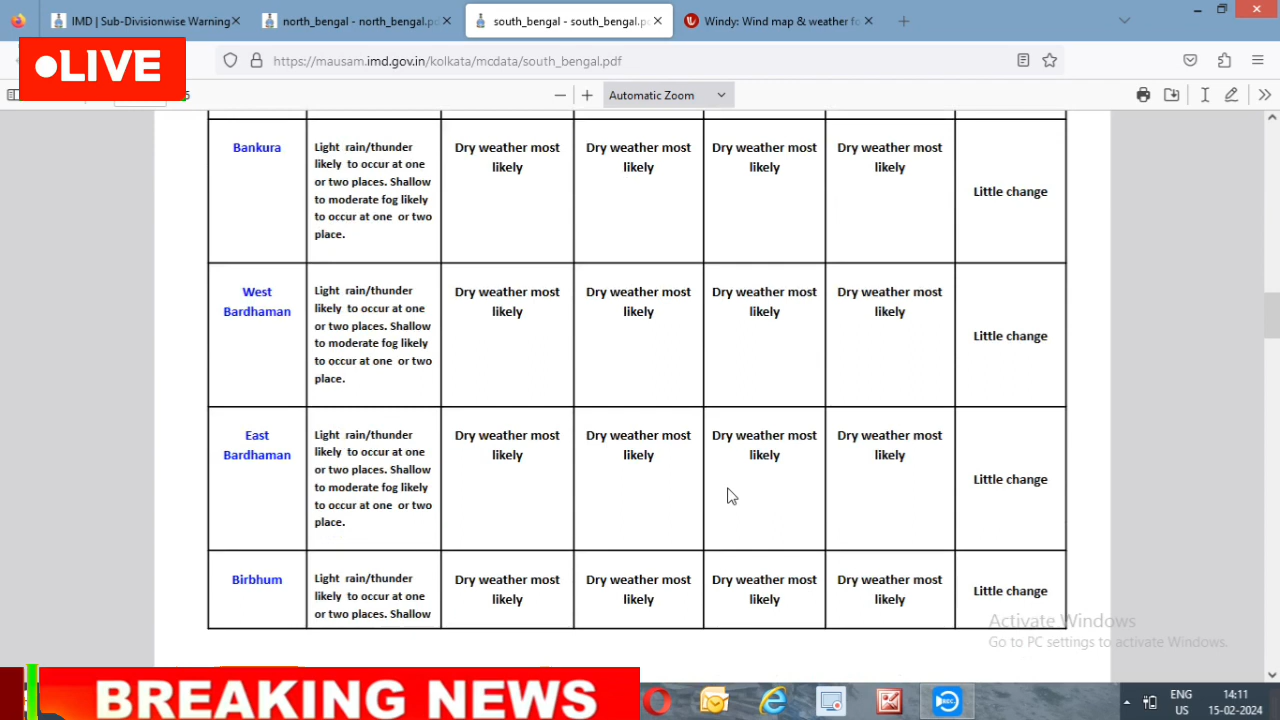 IMD | Sub-Divisionwise Warning
north_bengal - north_bengal.pd
south_bengal - south_bengal.p
Windy: Wind map & weather fo
LIVE
https://mausam.imd.gov.in/kolkata/mcdata/south_bengal.pdf
5
Automatic Zoom
Bankura
Light rain/thunder
likely to occur at one
or two places. Shallow
to moderate fog likely
to occur at one or two
place.
Dry weather most
likely
Dry weather most
likely
Dry weather most
likely
Dry weather most
likely
Little change
West
Bardhaman
Light rain/thunder
likely to occur at one
or two places. Shallow
to moderate fog likely
to occur at one or two
place.
Dry weather most
likely
Dry weather most
likely
Dry weather most
likely
Dry weather most
likely
Little change
East
Bardhaman
Light rain/thunder
likely to occur at one
or two places. Shallow
to moderate fog likely
to occur at one or two
place.
Dry weather most
likely
Dry weather most
likely
Dry weather most
likely
Dry weather most
likely
Little change
Birbhum
Light rain/thunder
likely to occur at one
or two places. Shallow
Dry weather most
likely
Dry weather most
likely
Dry weather most
likely
Dry weather most
likely
Little change
Activate Windows
Go to PC settings to activate Windows.
BREAKING NEWS
REC
ENG
US
14:11
15-02-2024